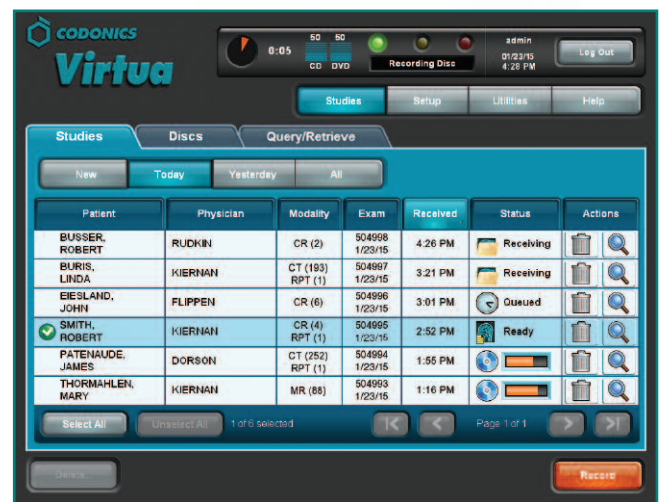 CODONICS
Virtua
0:05
50 50
CD DVD
Recording Disc
admin
01/23/15
4:28 PM
Log Out
Studies Setup Utilities Help
Studies Discs Query/Retrieve
New Today Yesterday All
Patient Physician Modality Exam Received Status Actions
BUSSER, ROBERT RUDKIN CR (2) 504998 1/23/15 4:26 PM Receiving
BURIS, LINDA KIERNAN CT (193) RPT (1) 504997 1/23/15 3:21 PM Receiving
EIESLAND, JOHN FLIPPEN CR (6) 504996 1/23/15 3:01 PM Queued
SMITH, ROBERT KIERNAN CR (4) RPT (1) 504995 1/23/15 2:52 PM Ready
PATENAUDE, JAMES DORSON CT (252) RPT (1) 504994 1/23/15 1:55 PM
THORMAHLEN, MARY KIERNAN MR (88) 504993 1/23/15 1:16 PM
Select All Unselect All 1 of 6 selected Page 1 of 1
Delete... Record